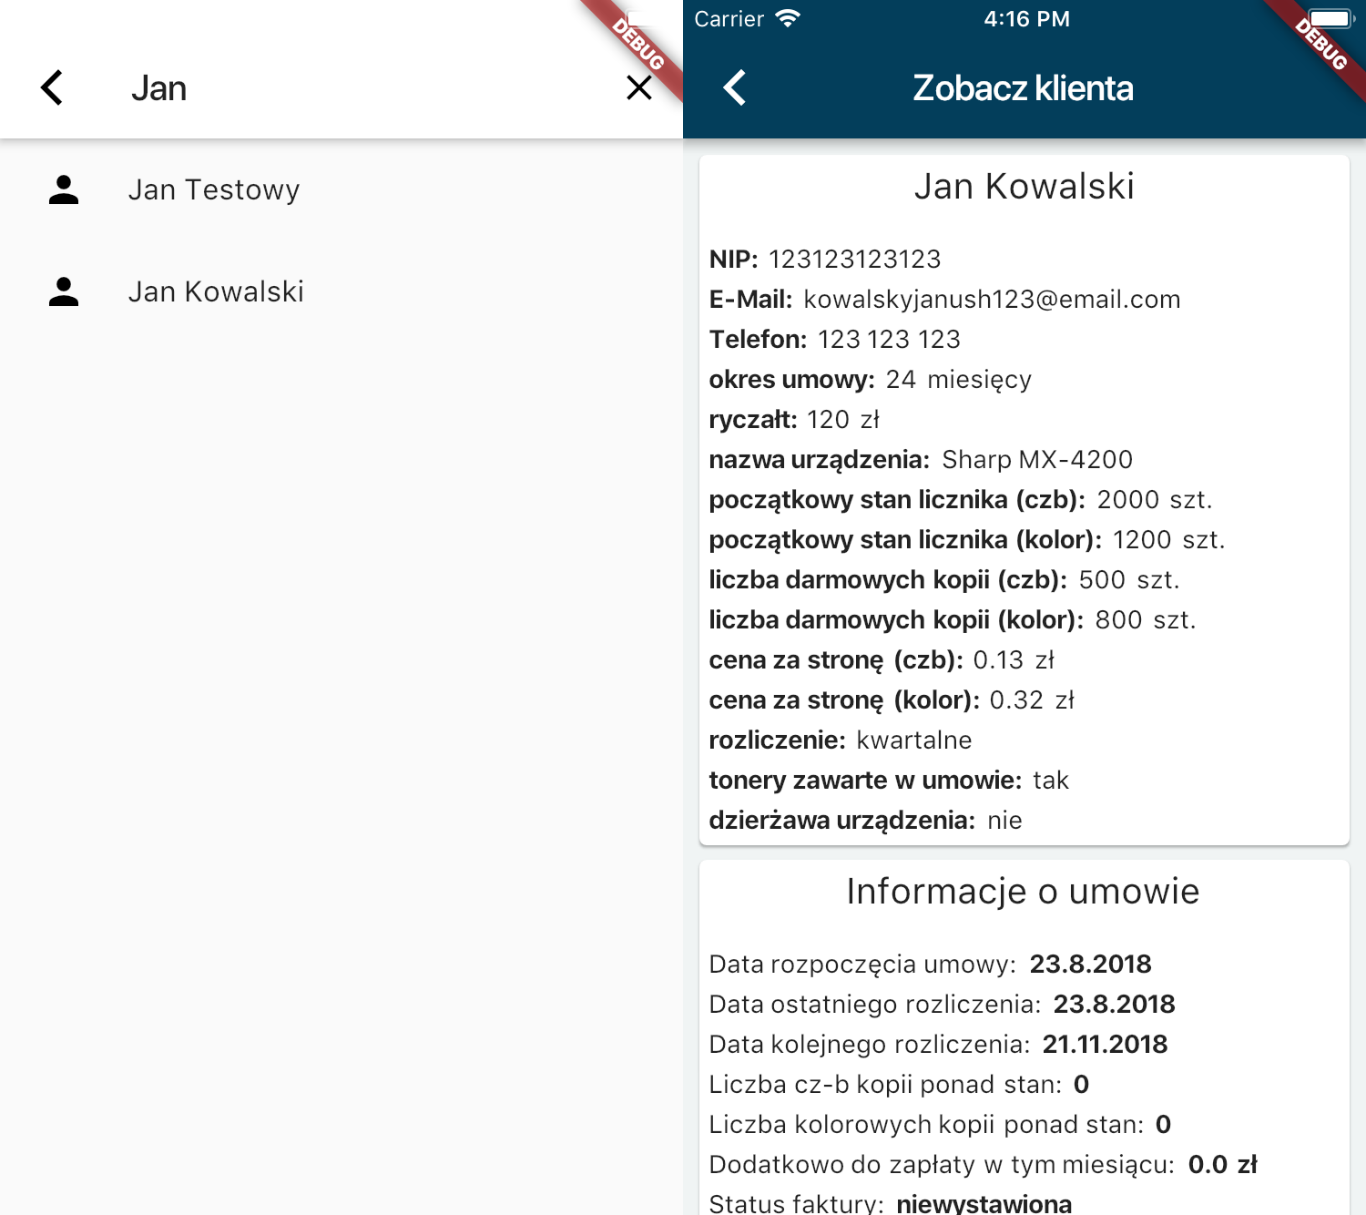 DEBUG
Jan
Jan Testowy
Jan Kowalski
Carrier
4:16 PM
DEBUG
Zobacz klienta
Jan Kowalski
NIP: 123123123123
E-Mail: kowalskyjanush123@email.com
Telefon: 123 123 123
okres umowy: 24 miesięcy
ryczałt: 120 zł
nazwa urządzenia: Sharp MX-4200
początkowy stan licznika (czb): 2000 szt.
początkowy stan licznika (kolor): 1200 szt.
liczba darmowych kopii (czb): 500 szt.
liczba darmowych kopii (kolor): 800 szt.
cena za stronę (czb): 0.13 zł
cena za stronę (kolor): 0.32 zł
rozliczenie: kwartalne
tonery zawarte w umowie: tak
dzierżawa urządzenia: nie
Informacje o umowie
Data rozpoczęcia umowy: 23.8.2018
Data ostatniego rozliczenia: 23.8.2018
Data kolejnego rozliczenia: 21.11.2018
Liczba cz-b kopii ponad stan: 0
Liczba kolorowych kopii ponad stan: 0
Dodatkowo do zapłaty w tym miesiącu: 0.0 zł
Status faktury: niewystawiona